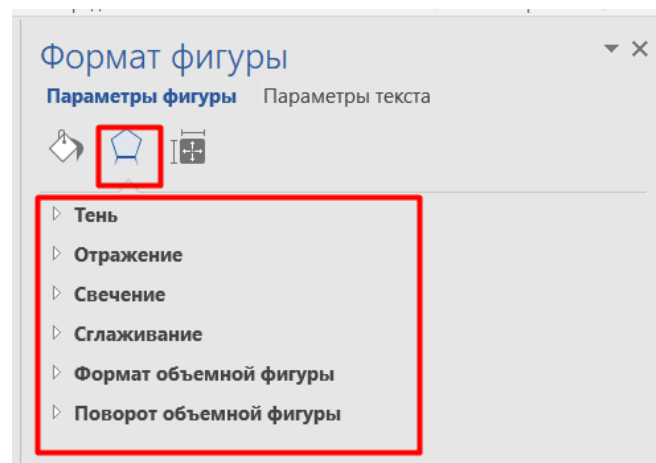 Формат фигуры
Параметры фигуры Параметры текста
Тень
Отражение
Свечение
Сглаживание
Формат объемной фигуры
Поворот объемной фигуры